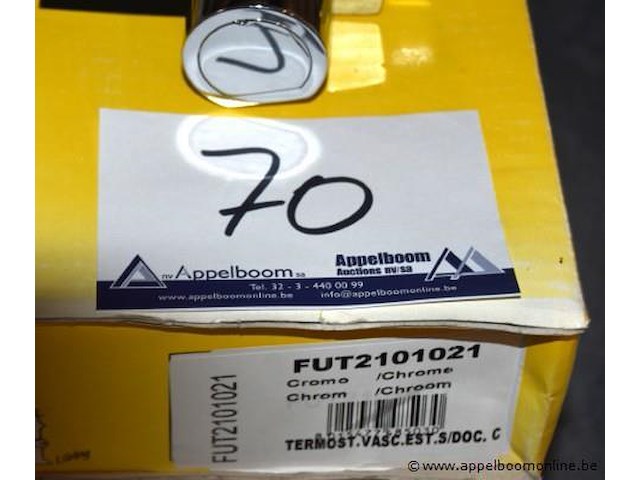 70
nv Appelboom sa
Appelboom
Auctions nv/sa
Tel. 32 - 3 - 440 00 99
www.appelboomonline.be info@appelboomonline.be
FUT2101021
FUT2101021
Cromo /Chrome
Chrom /Chroom
TERMOST.VASC.EST.S/DOC. C
© www.appelboomonline.be